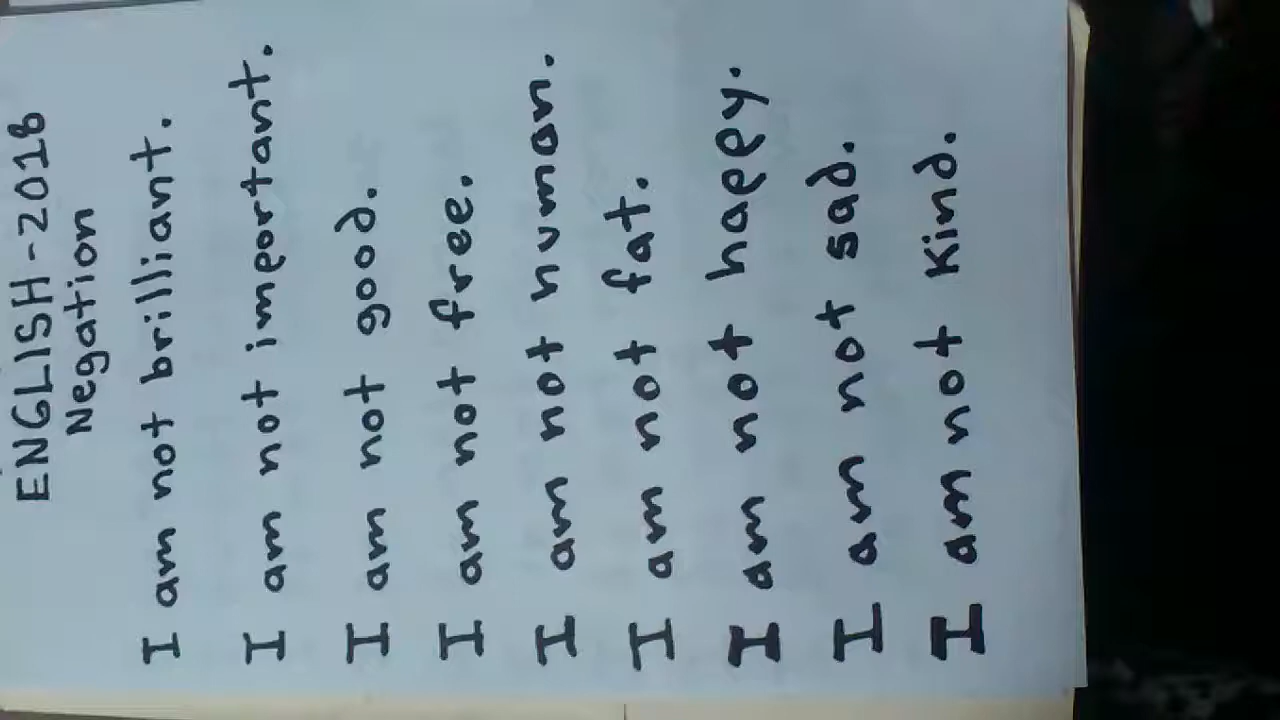 ENGLISH-2018
Negation
I am not brilliant.
I am not important.
I am not good.
I am not free.
I am not human.
I am not fat.
I am not happy.
I am not sad.
I am not kind.